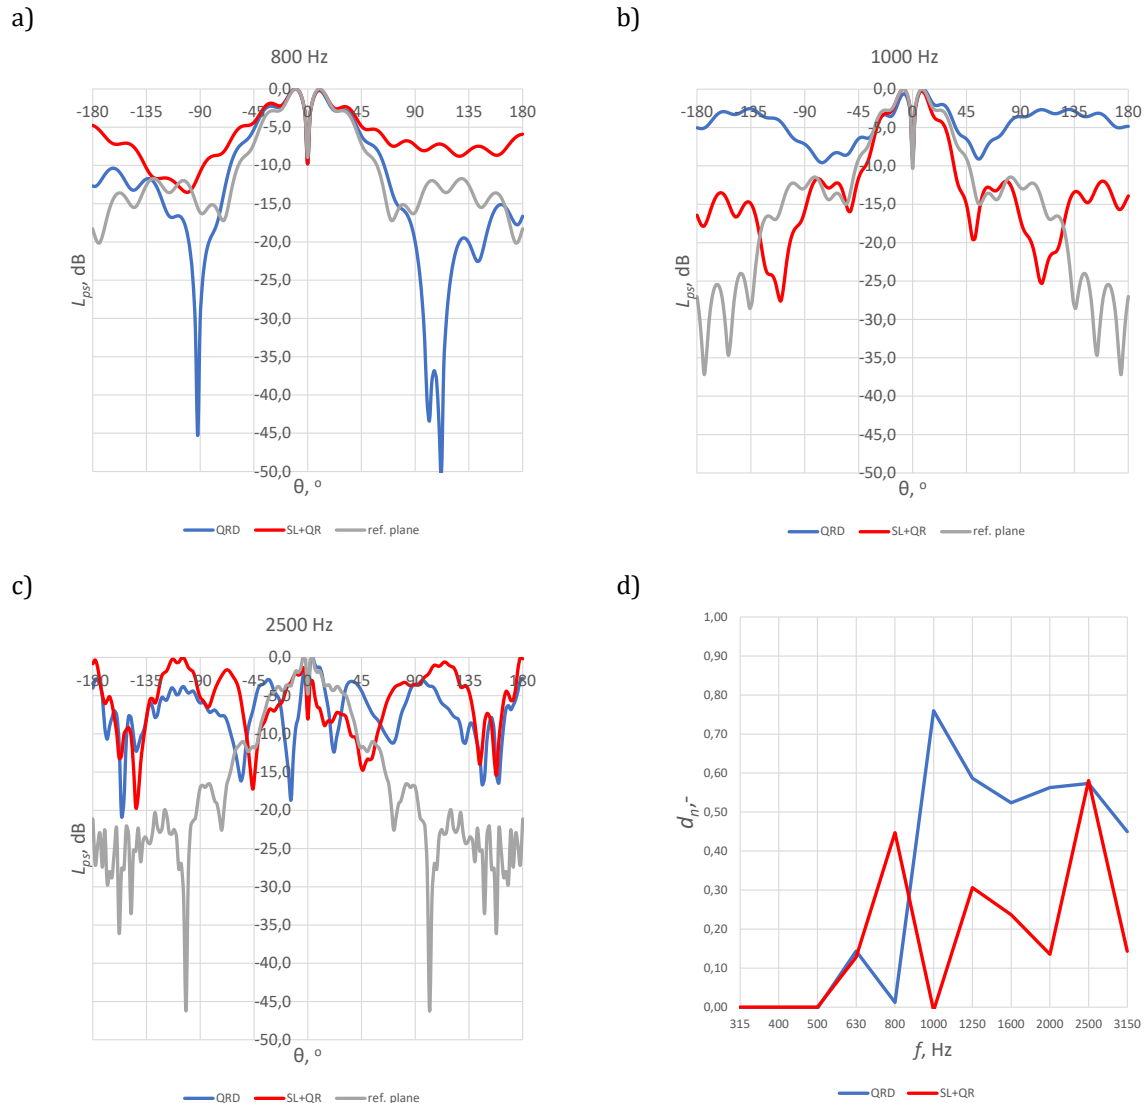 a)
800 Hz
0,0
-180 -135 -90 -45 0 45 90 135 180
-5,0
-10,0
-15,0
-20,0
-25,0
-30,0
-35,0
-40,0
-45,0
-50,0
Lps, dB
θ, °
QRD SL+QR ref. plane
b)
1000 Hz
0,0
-180 -135 -90 -45 0 45 90 135 180
-5,0
-10,0
-15,0
-20,0
-25,0
-30,0
-35,0
-40,0
-45,0
-50,0
Lps, dB
θ, °
QRD SL+QR ref. plane
c)
2500 Hz
0,0
-180 -135 -90 -45 0 45 90 135 180
-5,0
-10,0
-15,0
-20,0
-25,0
-30,0
-35,0
-40,0
-45,0
-50,0
Lps, dB
θ, °
QRD SL+QR ref. plane
d)
1,00
0,90
0,80
0,70
0,60
0,50
0,40
0,30
0,20
0,10
0,00
315 400 500 630 800 1000 1250 1600 2000 2500 3150
dn,-
f, Hz
QRD SL+QR